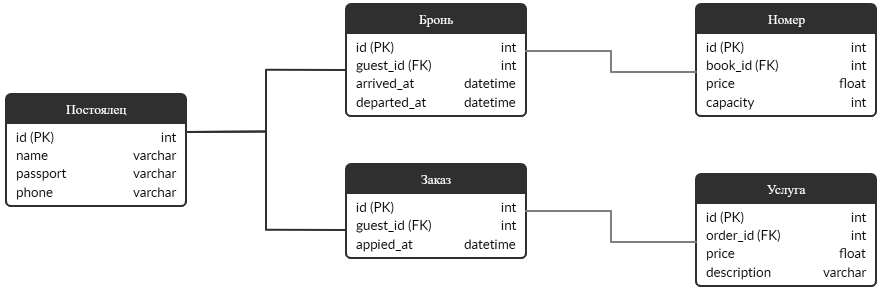 Постоялец
id (PK) int
name varchar
passport varchar
phone varchar
Бронь
id (PK) int
guest_id (FK) int
arrived_at datetime
departed_at datetime
Заказ
id (PK) int
guest_id (FK) int
appied_at datetime
Номер
id (PK) int
book_id (FK) int
price float
capacity int
Услуга
id (PK) int
order_id (FK) int
price float
description varchar